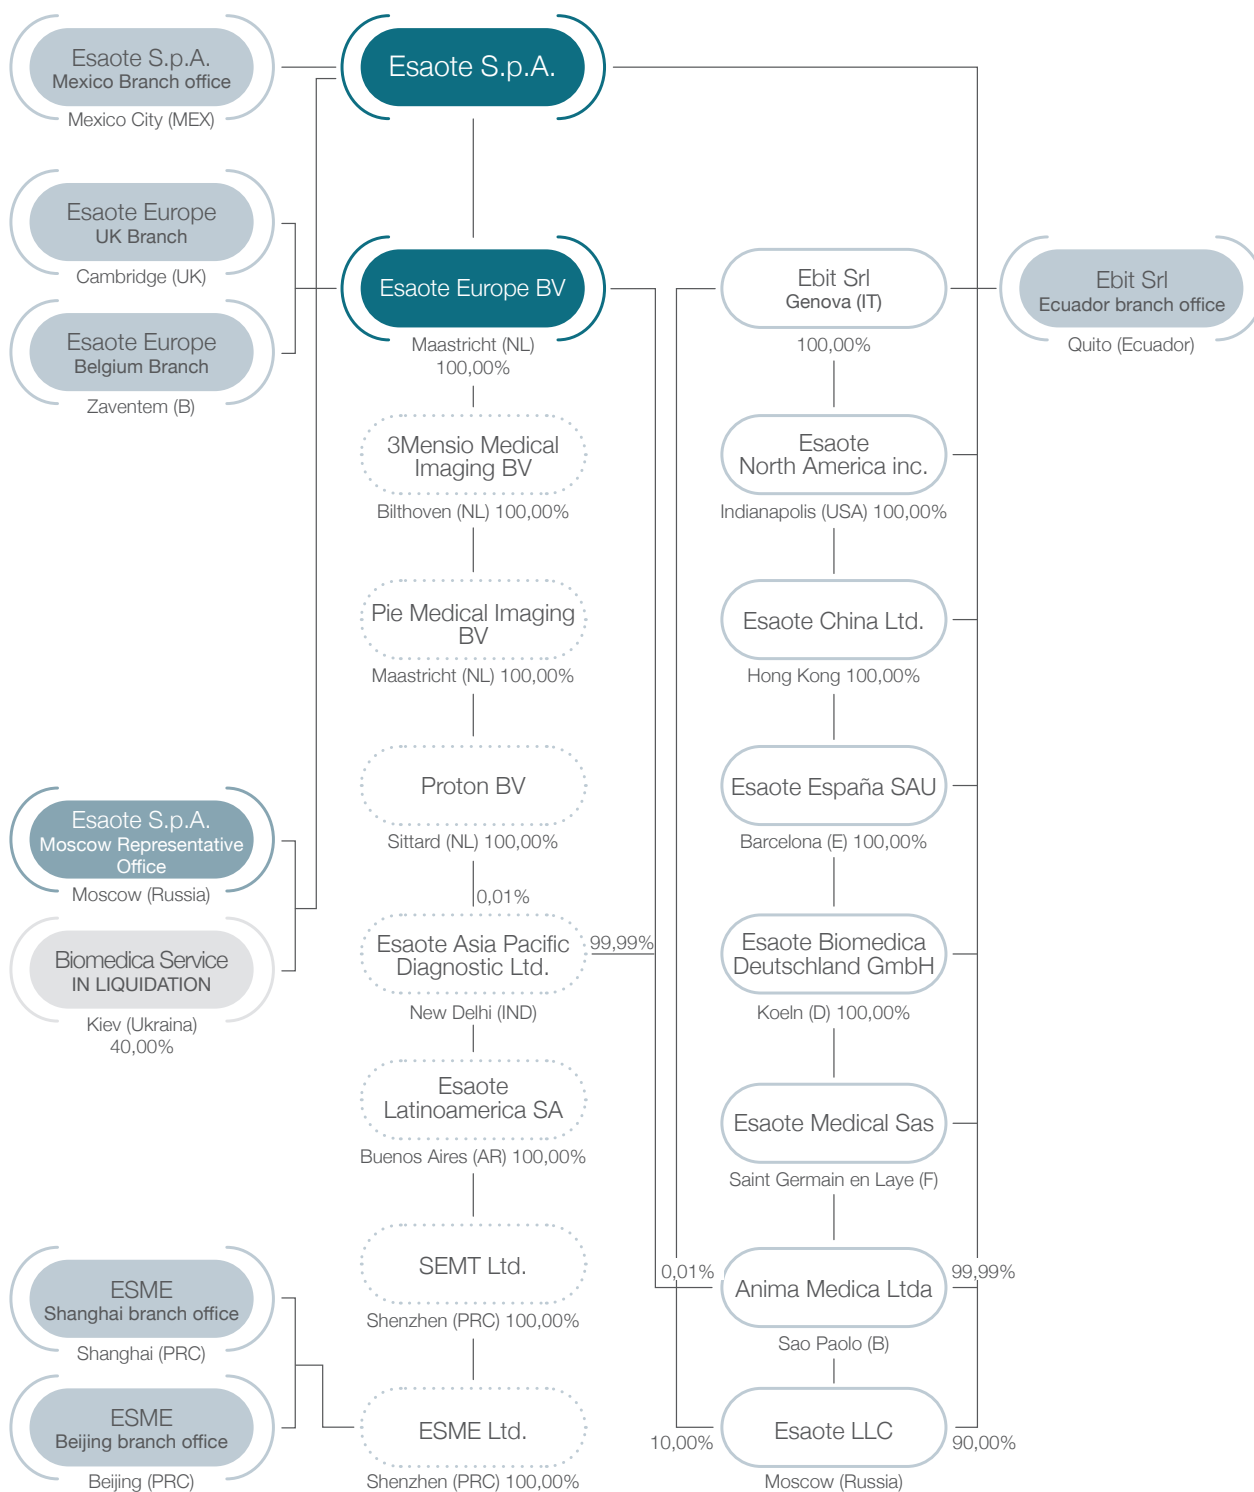 Esaote S.p.A.
Mexico Branch office
Mexico City (MEX)
Esaote S.p.A.
Esaote Europe
UK Branch
Cambridge (UK)
Esaote Europe
Belgium Branch
Zaventem (B)
Esaote Europe BV
Maastricht (NL)
100,00%
Ebit Srl
Genova (IT)
100,00%
Ebit Srl
Ecuador branch office
Quito (Ecuador)
3Mensio Medical
Imaging BV
Bilthoven (NL) 100,00%
Esaote
North America inc.
Indianapolis (USA) 100,00%
Pie Medical Imaging
BV
Maastricht (NL) 100,00%
Esaote China Ltd.
Hong Kong 100,00%
Proton BV
Sittard (NL) 100,00%
Esaote España SAU
Barcelona (E) 100,00%
Esaote S.p.A.
Moscow Representative
Office
Moscow (Russia)
Biomedica Service
IN LIQUIDATION
Kiev (Ukraina)
40,00%
0,01%
Esaote Asia Pacific
Diagnostic Ltd.
99,99%
New Delhi (IND)
Esaote Biomedica
Deutschland GmbH
Koeln (D) 100,00%
Esaote
Latinoamerica SA
Buenos Aires (AR) 100,00%
Esaote Medical Sas
Saint Germain en Laye (F)
SEMT Ltd.
Shenzhen (PRC) 100,00%
0,01%
Anima Medica Ltda
99,99%
Sao Paolo (B)
ESME
Shanghai branch office
Shanghai (PRC)
ESME
Beijing branch office
Beijing (PRC)
ESME Ltd.
Shenzhen (PRC) 100,00%
10,00%
Esaote LLC
90,00%
Moscow (Russia)